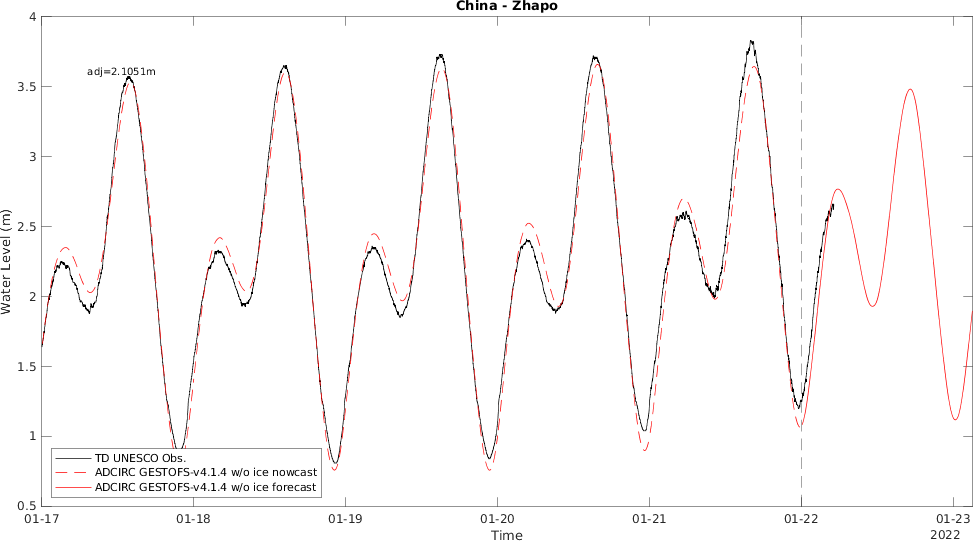 China - Zhapo
adj=2.1051m
Water Level (m)
4
3.5
3
2.5
2
1.5
1
0.5
TD UNESCO Obs.
ADCIRC GESTOFS-v4.1.4 w/o ice nowcast
ADCIRC GESTOFS-v4.1.4 w/o ice forecast
01-17 01-18 01-19 01-20 01-21 01-22 01-23
Time
2022